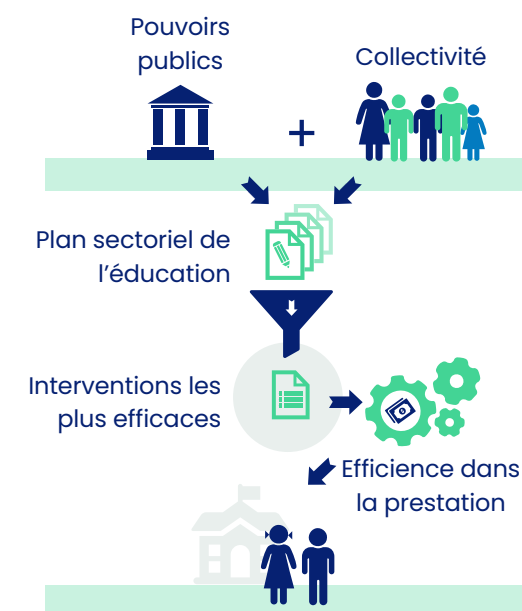 Pouvoirs
publics
Collectivité
+
Plan sectoriel de
l’éducation
Interventions les
plus efficaces
Efficience dans
la prestation